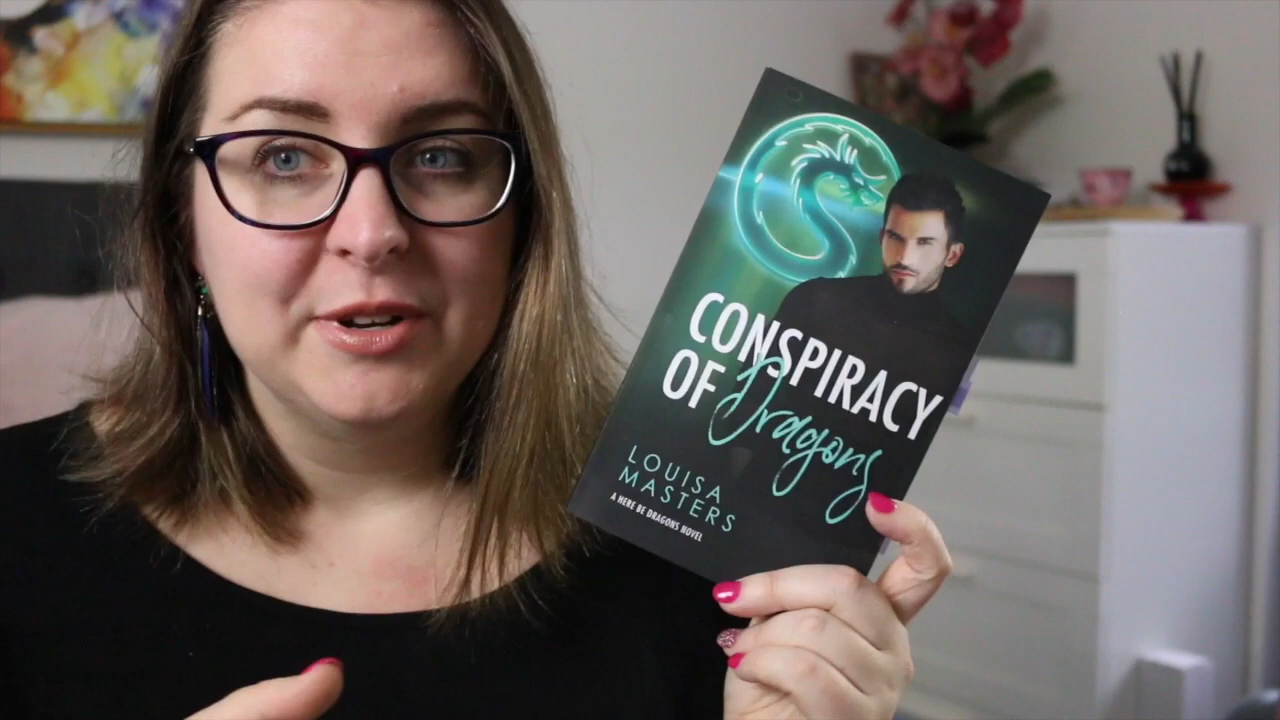 CONSPIRACY
OF Dragons
LOUISA
MASTERS
A HERE BE DRAGONS NOVEL